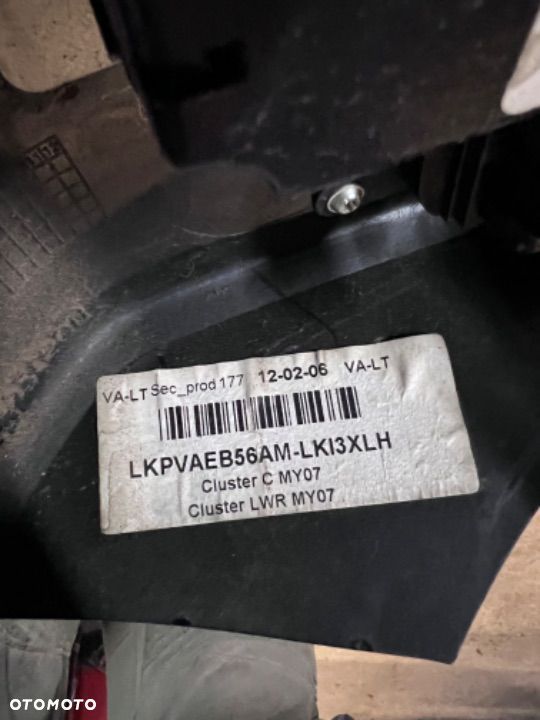 VA-LT Sec_prod 177 12-02-06 VA-LT
LKPVAEB56AM-LKI3XLH
Cluster C MY07
Cluster LWR MY07
OTOMOTO